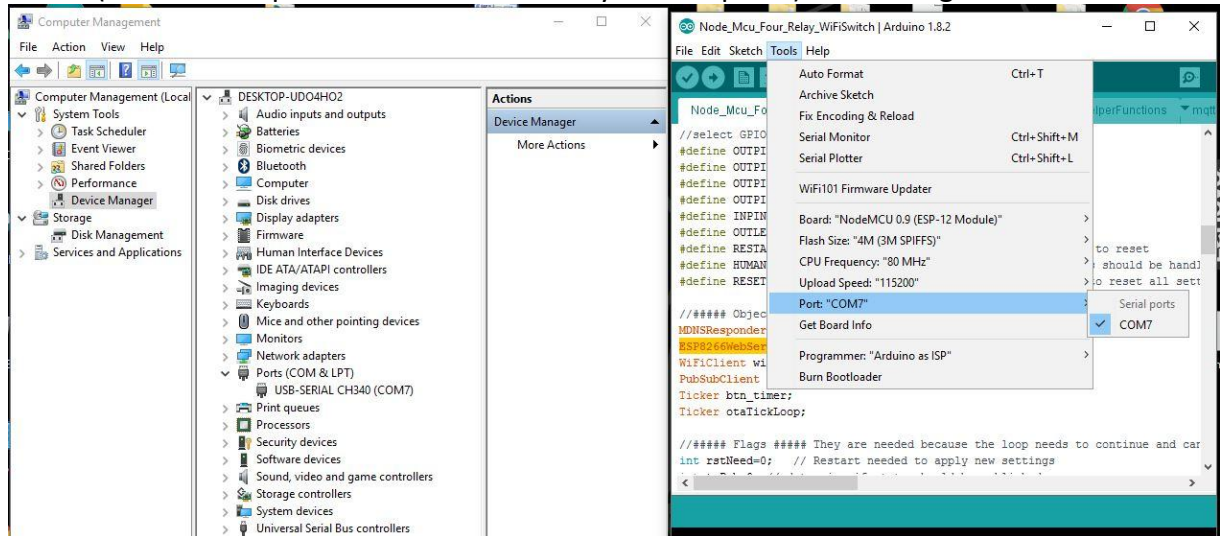 Computer Management
File Action View Help
Computer Management (Local
System Tools
Task Scheduler
Event Viewer
Shared Folders
Performance
Device Manager
Storage
Disk Management
Services and Applications
DESKTOP-UDO4HO2
Audio inputs and outputs
Batteries
Biometric devices
Bluetooth
Computer
Disk drives
Display adapters
Firmware
Human Interface Devices
IDE ATA/ATAPI controllers
Imaging devices
Keyboards
Mice and other pointing devices
Monitors
Network adapters
Ports (COM & LPT)
USB-SERIAL CH340 (COM7)
Print queues
Processors
Security devices
Software devices
Sound, video and game controllers
Storage controllers
System devices
Universal Serial Bus controllers
Actions
Device Manager
More Actions
Node_Mcu_Four_Relay_WiFiSwitch | Arduino 1.8.2
File Edit Sketch Tools Help
Node_Mcu_Fo
lperFunctions mqtt
//select GPIO
#define OUTPI
#define OUTPI
#define OUTPI
#define OUTPI
#define INPIN
#define OUTLE
#define RESTA to reset
#define HUMAN should be handl
#define RESET to reset all sett
//##### Objec
MDNSResponder
ESP8266WebSer
WiFiClient wi
PubSubClient
Ticker btn_timer;
Ticker otaTickLoop;
//##### Flags ##### They are needed because the loop needs to continue and car
int rstNeed=0; // Restart needed to apply new settings
Auto Format Ctrl+T
Archive Sketch
Fix Encoding & Reload
Serial Monitor Ctrl+Shift+M
Serial Plotter Ctrl+Shift+L
WiFi101 Firmware Updater
Board: "NodeMCU 0.9 (ESP-12 Module)"
Flash Size: "4M (3M SPIFFS)"
CPU Frequency: "80 MHz"
Upload Speed: "115200"
Port: "COM7"
Get Board Info
Programmer: "Arduino as ISP"
Burn Bootloader
Serial ports
COM7